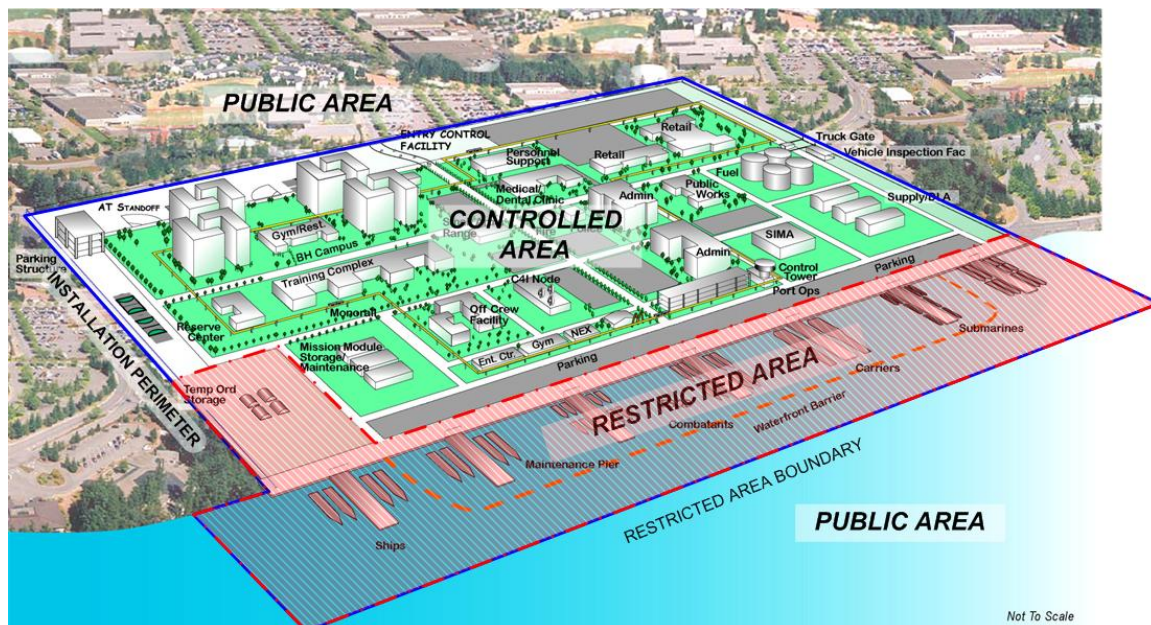 PUBLIC AREA
ENTRY CONTROL
FACILITY
Retail
Personnel
Support
Retail
Truck Gate
Vehicle Inspection Fac
Fuel
Medical/
Dental Clinic
Admin
Public
Works
Supply/DLA
AT STANDOFF
Gym/Rest.
CONTROLLED
AREA
Range
Fire
SIMA
BH Campus
Admin
Parking
Structure
Training Complex
C4I Node
Control
Tower
Parking
Port Ops
INSTALLATION PERIMETER
Monorail
Off Crew
Facility
Reserve
Center
NEX
Gym
Ent. Ctr.
Submarines
Mission Module
Storage/
Maintenance
Parking
Temp Ord
Storage
RESTRICTED AREA
Carriers
Combatants
Waterfront Barrier
Maintenance Pier
RESTRICTED AREA BOUNDARY
PUBLIC AREA
Ships
Not To Scale